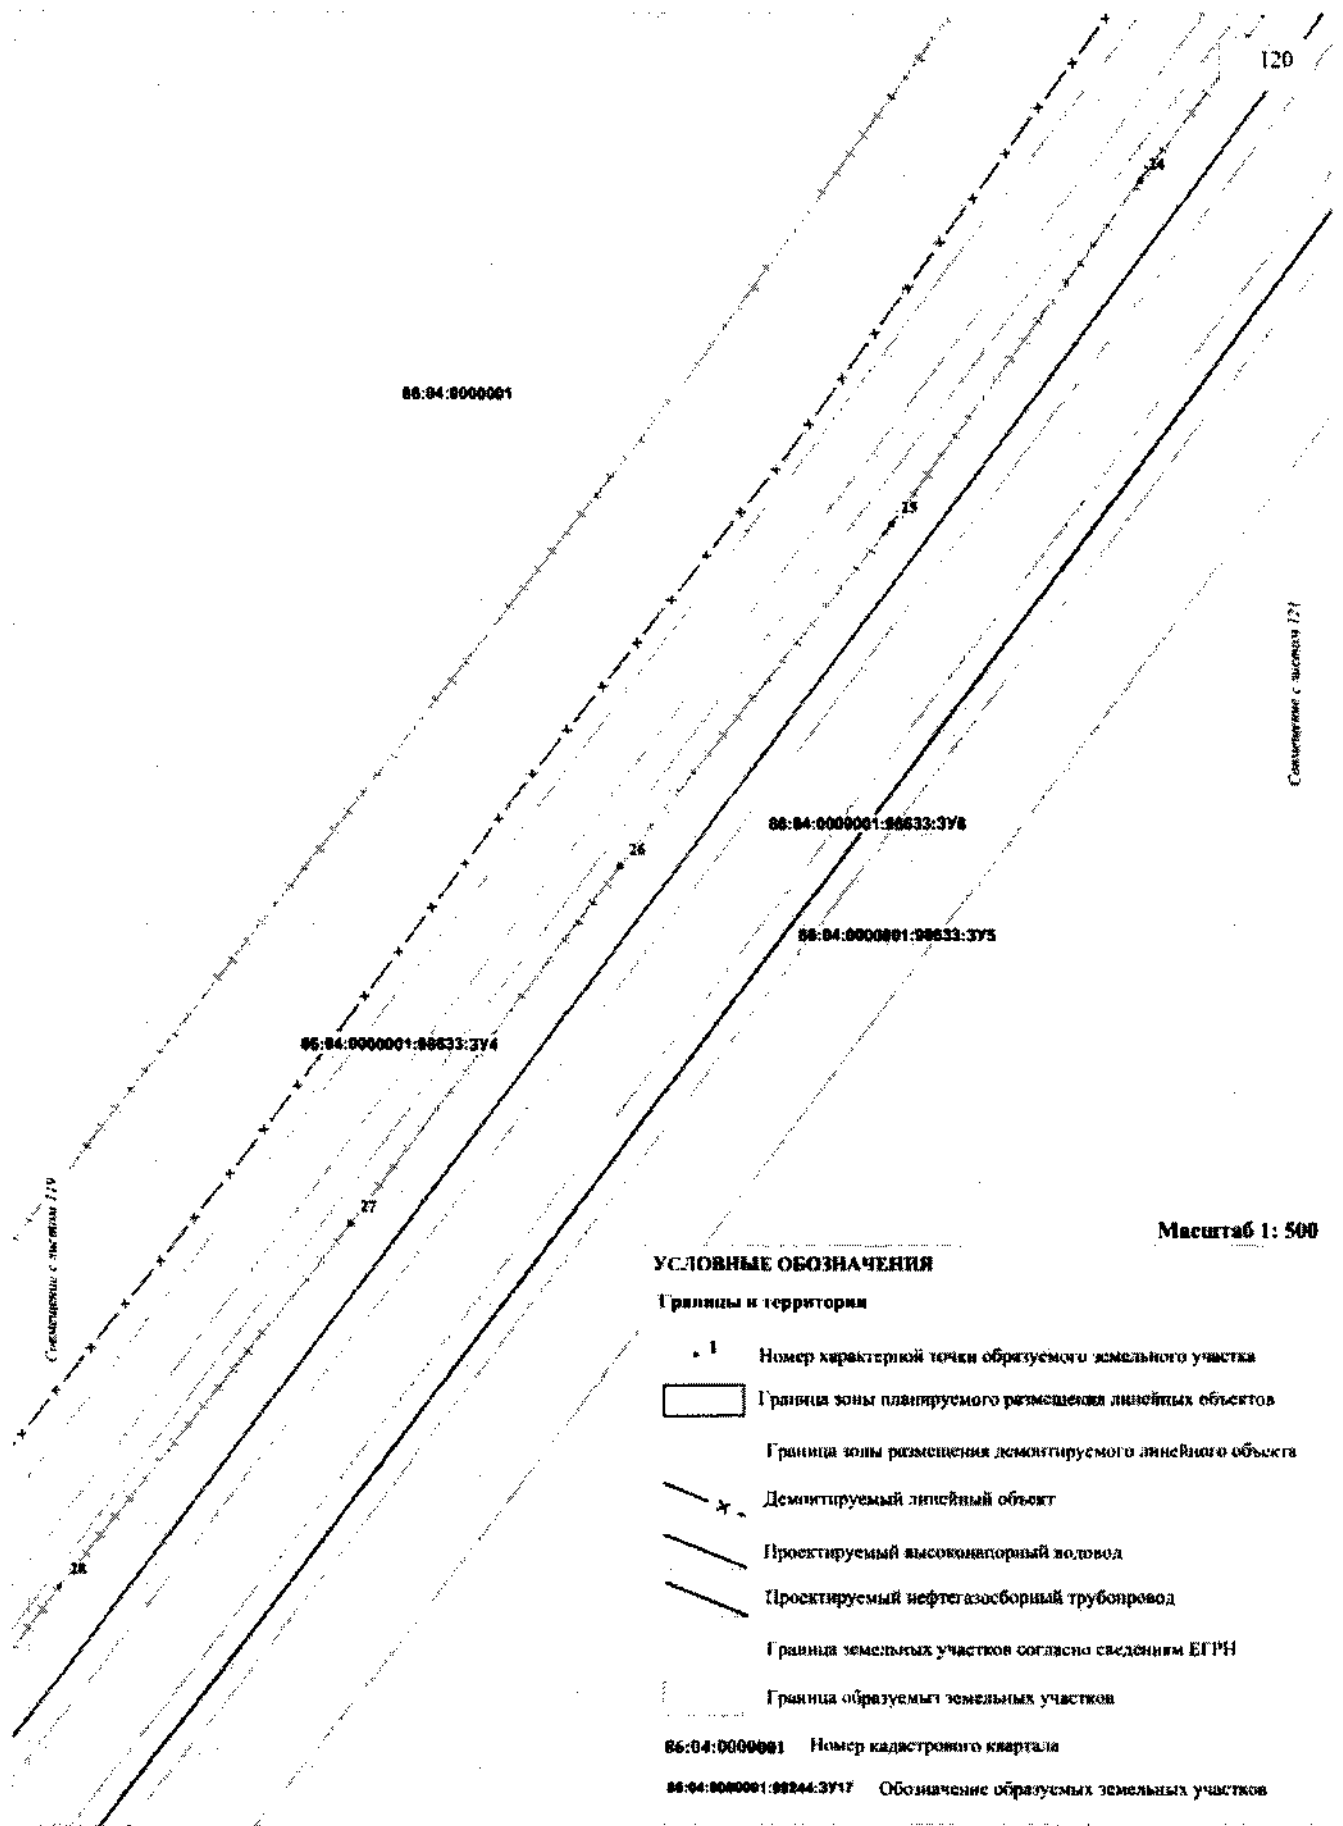 120
24
86:04:0000001
25
Совмещение с листом 121
86:04:0000001:98633:ЗУ6
26
86:04:0000001:98633:ЗУ5
86:04:0000001:98633:ЗУ4
Совмещение с листом 119
27
Масштаб 1: 500
УСЛОВНЫЕ ОБОЗНАЧЕНИЯ
Границы и территории
1 Номер характерной точки образуемого земельного участка
Граница зоны планируемого размещения линейных объектов
Граница зоны размещения демонтируемого линейного объекта
Демонтируемый линейный объект
Проектируемый высоконапорный водовод
28
Проектируемый нефтегазосборный трубопровод
Граница земельных участков согласно сведениям ЕГРН
Граница образуемых земельных участков
86:04:0000001 Номер кадастрового квартала
86:04:0000001:99244:ЗУ17 Обозначение образуемых земельных участков